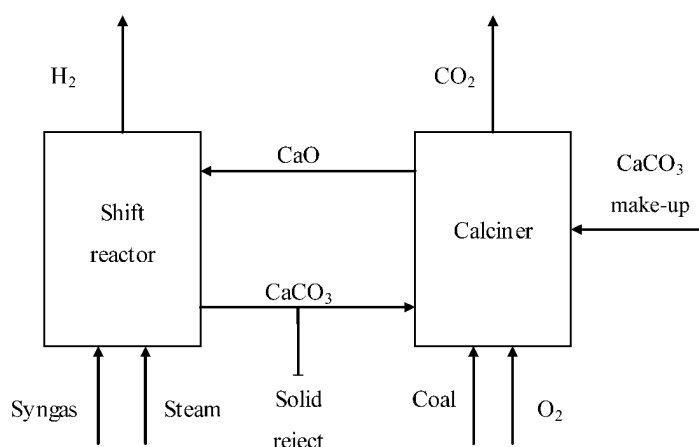 H₂
CO₂
CaO
CaCO₃
make-up
Shift
reactor
Calciner
CaCO₃
Syngas
Steam
Solid
reject
Coal
O₂